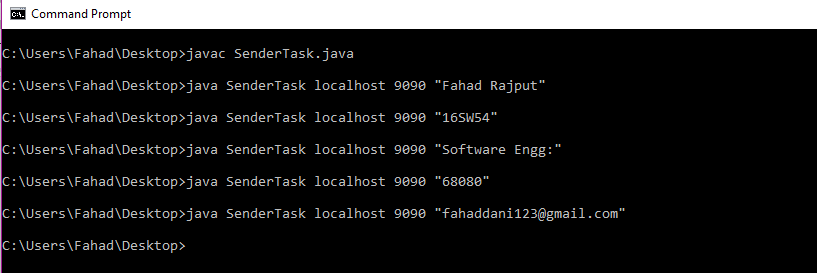 Command Prompt
C:\Users\Fahad\Desktop>javac SenderTask.java
C:\Users\Fahad\Desktop>java SenderTask localhost 9090 "Fahad Rajput"
C:\Users\Fahad\Desktop>java SenderTask localhost 9090 "16SW54"
C:\Users\Fahad\Desktop>java SenderTask localhost 9090 "Software Engg:"
C:\Users\Fahad\Desktop>java SenderTask localhost 9090 "68080"
C:\Users\Fahad\Desktop>java SenderTask localhost 9090 "fahaddani123@gmail.com"
C:\Users\Fahad\Desktop>